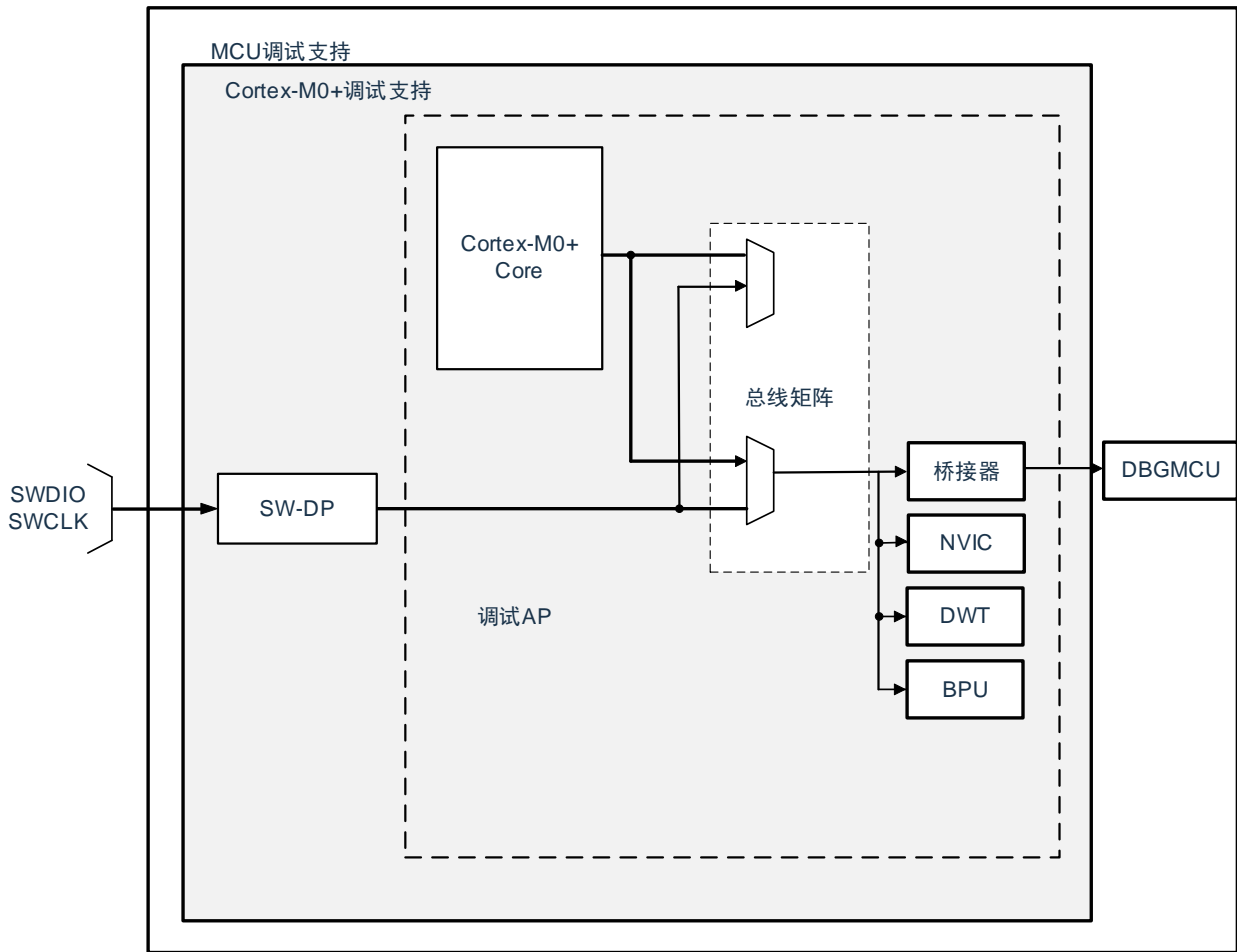 MCU调试支持
Cortex-M0+调试支持
Cortex-M0+
Core
总线矩阵
桥接器
DBGMCU
SWDIO
SWCLK
SW-DP
NVIC
DWT
调试AP
BPU